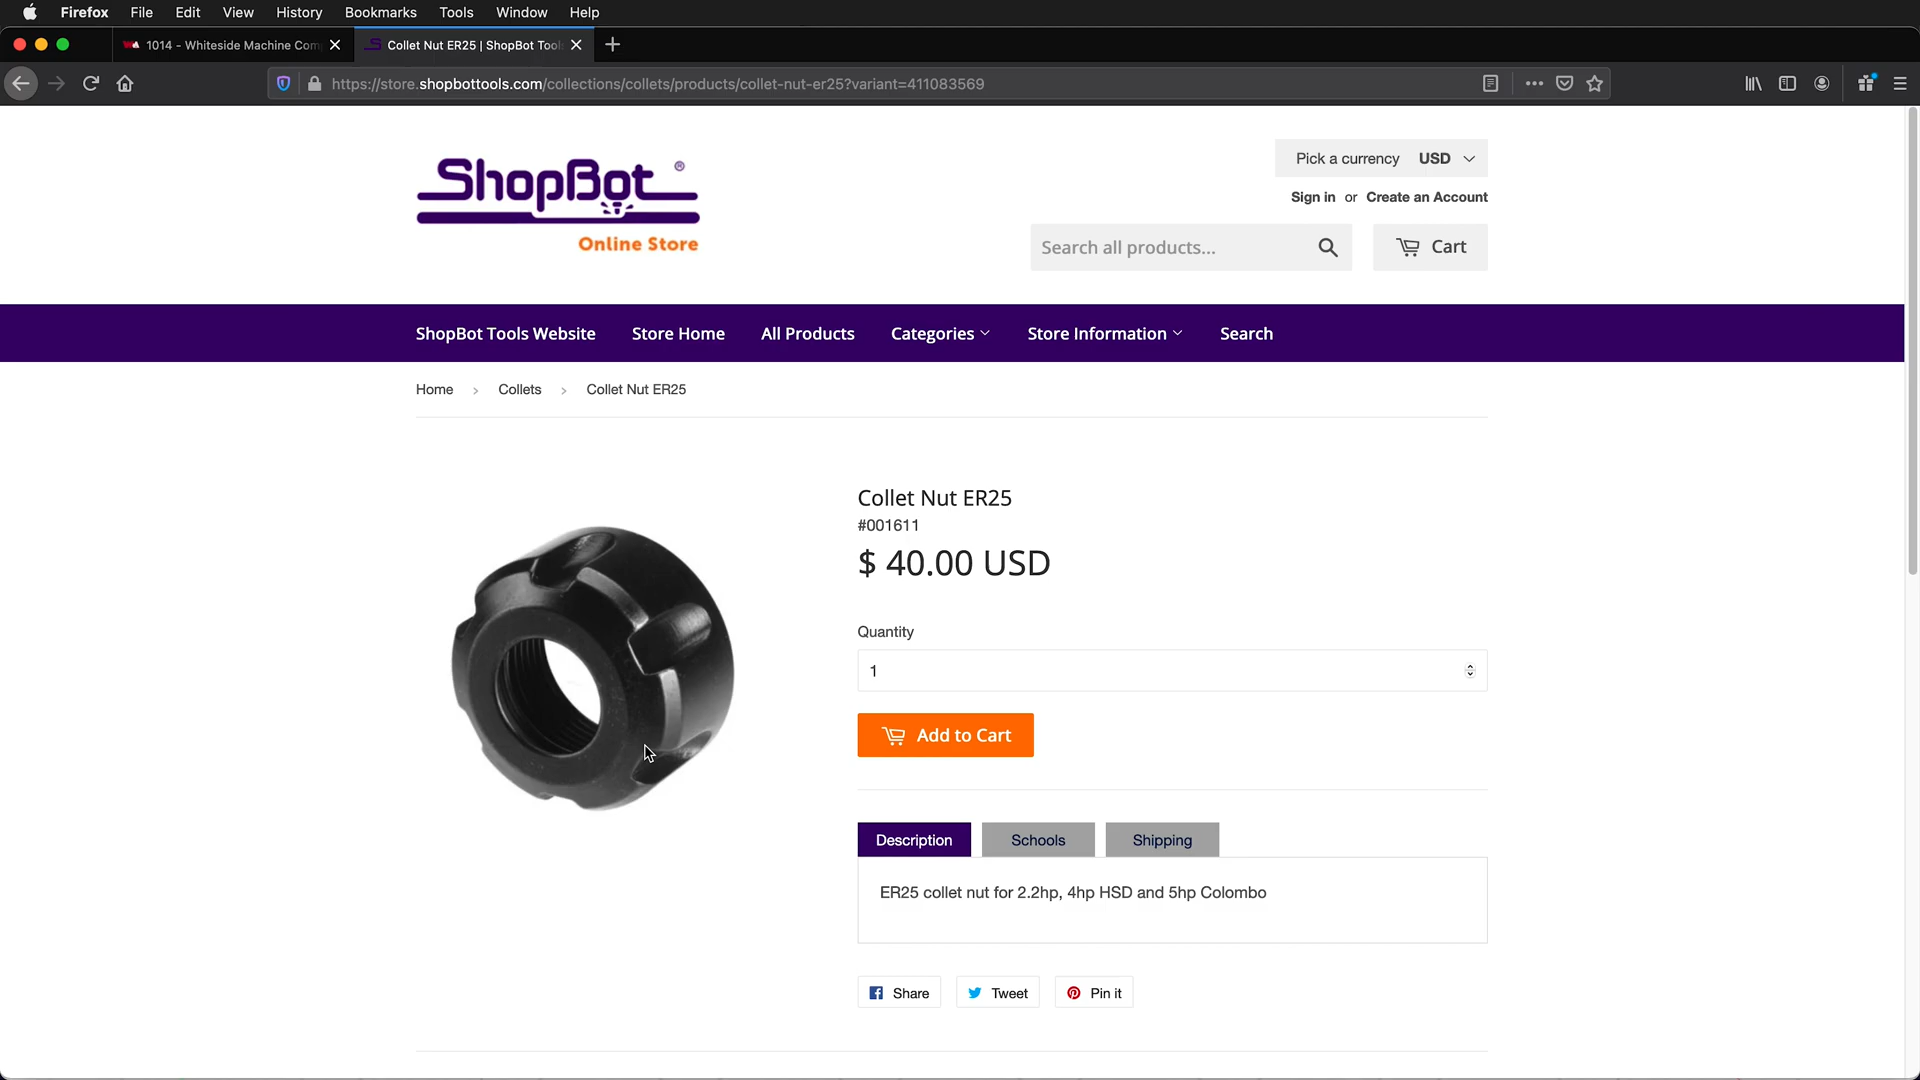 Firefox File Edit View History Bookmarks Tools Window Help
1014 - Whiteside Machine Com
Collet Nut ER25 | ShopBot Tool
https://store.shopbottools.com/collections/collets/products/collet-nut-er25?variant=411083569
ShopBot ®
Online Store
Pick a currency USD
Sign in or Create an Account
Search all products...
Cart
ShopBot Tools Website Store Home All Products Categories Store Information Search
Home › Collets › Collet Nut ER25
Collet Nut ER25
#001611
$ 40.00 USD
Quantity
1
Add to Cart
Description Schools Shipping
ER25 collet nut for 2.2hp, 4hp HSD and 5hp Colombo
Share Tweet Pin it